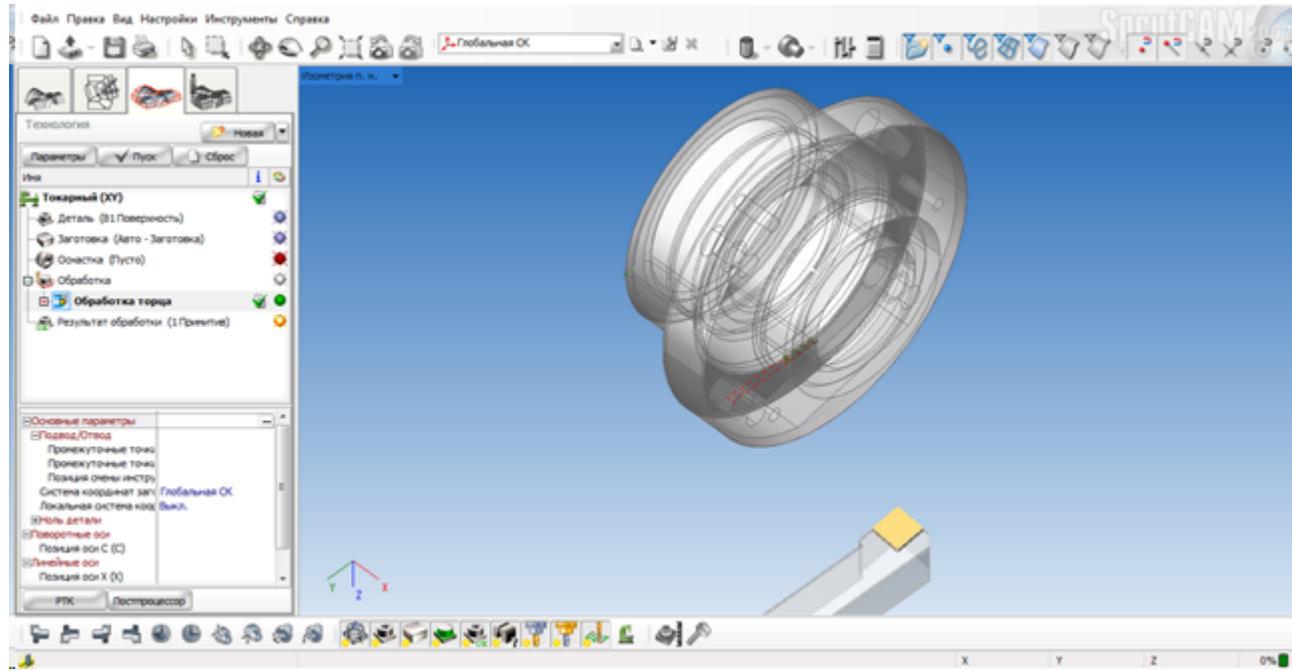 Файл Правка Вид Настройки Инструменты Справка
SprutCAM 2007
Глобальная СК
Изометрия п. н.
Технология
Новая
Параметры Пуск Сброс
Имя
Токарный (XY)
Деталь (81 Поверхность)
Заготовка (Авто - Заготовка)
Оснастка (Пусто)
Обработка
Обработка торца
Результат обработки (1 Примитив)
Основные параметры
Подвод/Отвод
Промежуточные точк
Промежуточные точк
Позиция смены инстру
Система координат заг Глобальная СК
Локальная система коор Выкл.
Ноль детали
Поворотные оси
Позиция оси С (C)
Линейные оси
Позиция оси X (X)
РТК Постпроцессор
Y Z X
X Y Z 0%